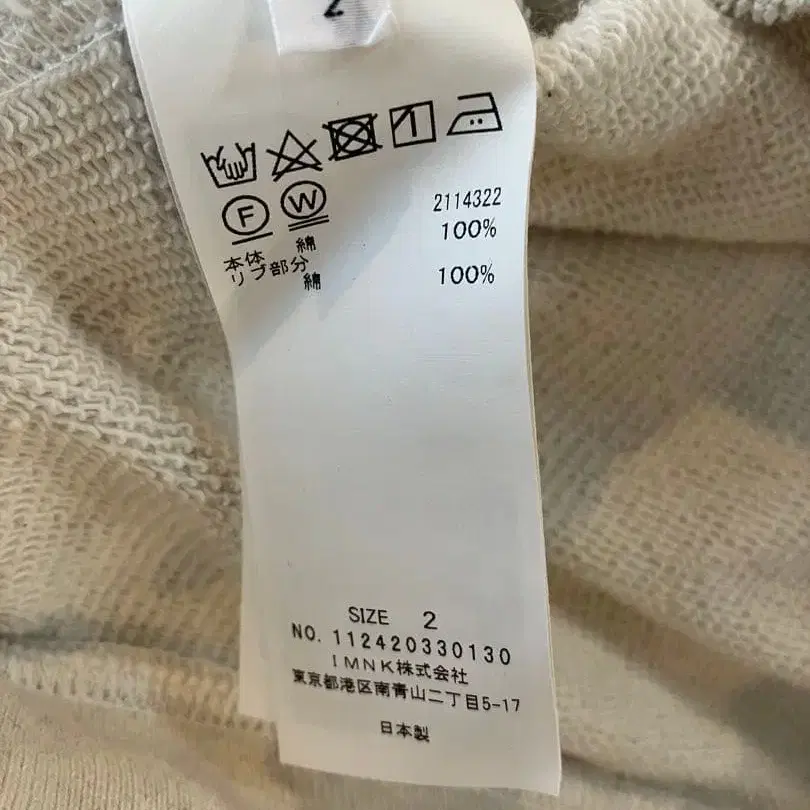 2
F W
2114322
本体 綿 100%
リブ部分 綿 100%
SIZE 2
NO. 112420330130
IMNK株式会社
東京都港区南青山二丁目5-17
日本製